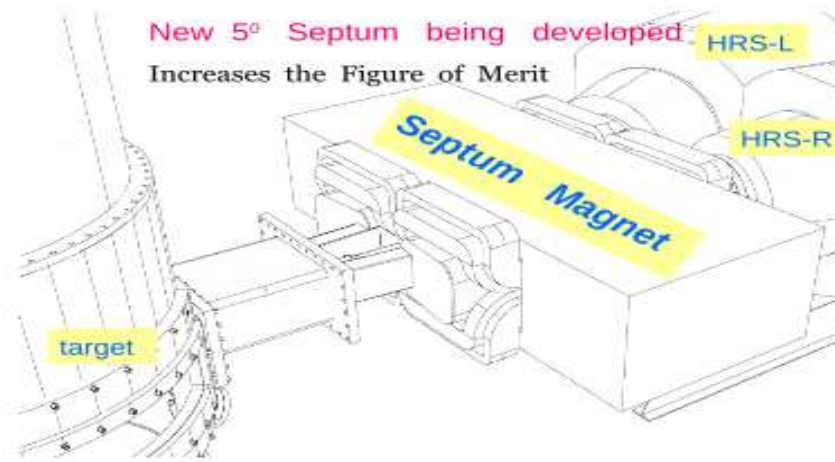 New 5º Septum being developed
Increases the Figure of Merit
HRS-L
HRS-R
Septum Magnet
target